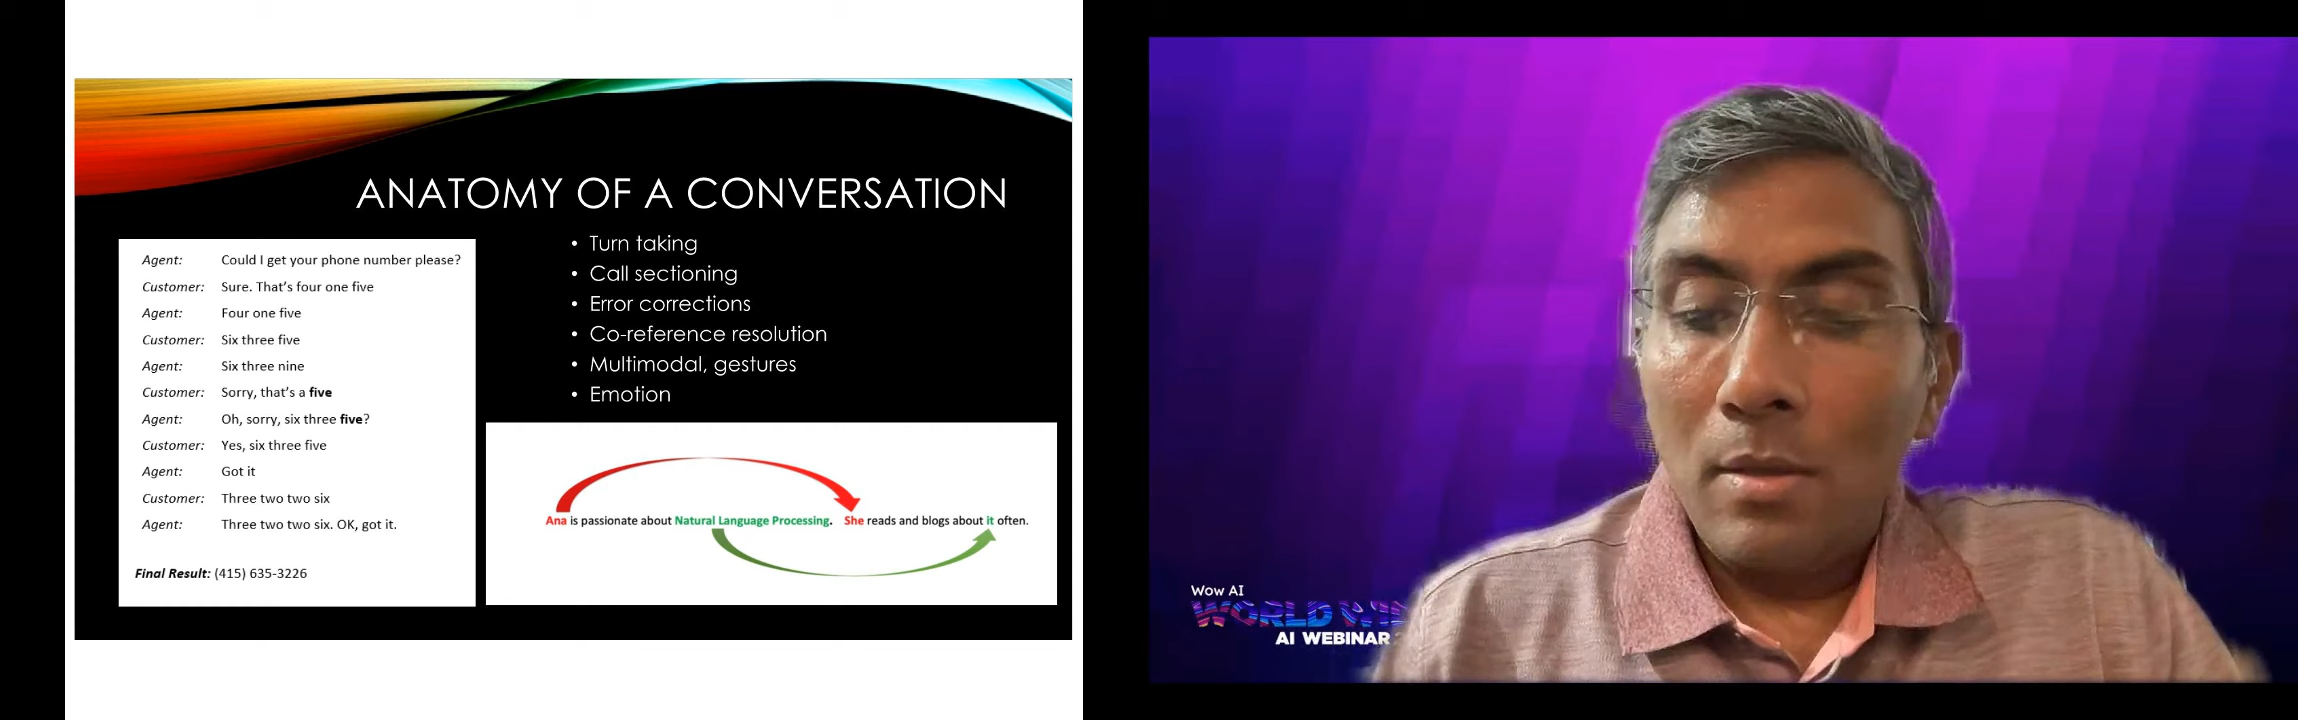 ANATOMY OF A CONVERSATION
Agent: Could I get your phone number please?
Customer: Sure. That's four one five
Agent: Four one five
Customer: Six three five
Agent: Six three nine
Customer: Sorry, that's a five
Agent: Oh, sorry, six three five?
Customer: Yes, six three five
Agent: Got it
Customer: Three two two six
Agent: Three two two six. OK, got it.
Final Result: (415) 635-3226
• Turn taking
• Call sectioning
• Error corrections
• Co-reference resolution
• Multimodal, gestures
• Emotion
Ana is passionate about Natural Language Processing. She reads and blogs about it often.
Wow AI
WORLD
AI WEBINAR